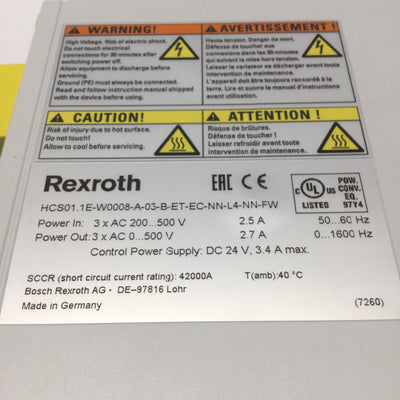 WARNING!
High Voltage. Risk of electric shock.
Do not touch electrical
connections for 30 minutes after
switching power off.
Allow equipment to discharge before
servicing.
Ground (PE) must always be connected.
Read and follow instruction manual shipped
with the device before using.
AVERTISSEMENT!
Haute tension. Danger de mort.
Défense de toucher aux
connexions dans les 30 minutes
qui suivant la mise hors tension.
Laisser le variateur se décharger avant toute
intervention de maintenance.
L'appareil doit être toujours raccordé à la
terre. Lire et suivre le manuel d'instructions
avant utilisation.
CAUTION!
Risk of injury due to hot surface.
Do not touch!
Allow to cool before servicing.
ATTENTION !
Risque de brûlures.
Défense de toucher !
Laisser refroidir avant toute
intervention de maintenance.
Rexroth
EAC CE
C UL US
LISTED
POW.
CONV.
EQ.
97Y4
HCS01.1E-W0008-A-03-B-ET-EC-NN-L4-NN-FW
Power In: 3 x AC 200...500 V 2.5 A 50...60 Hz
Power Out: 3 x AC 0...500 V 2.7 A 0...1600 Hz
Control Power Supply: DC 24 V, 3.4 A max.
SCCR (short circuit current rating): 42000A T(amb):40 °C
Bosch Rexroth AG · DE-97816 Lohr
Made in Germany (7260)